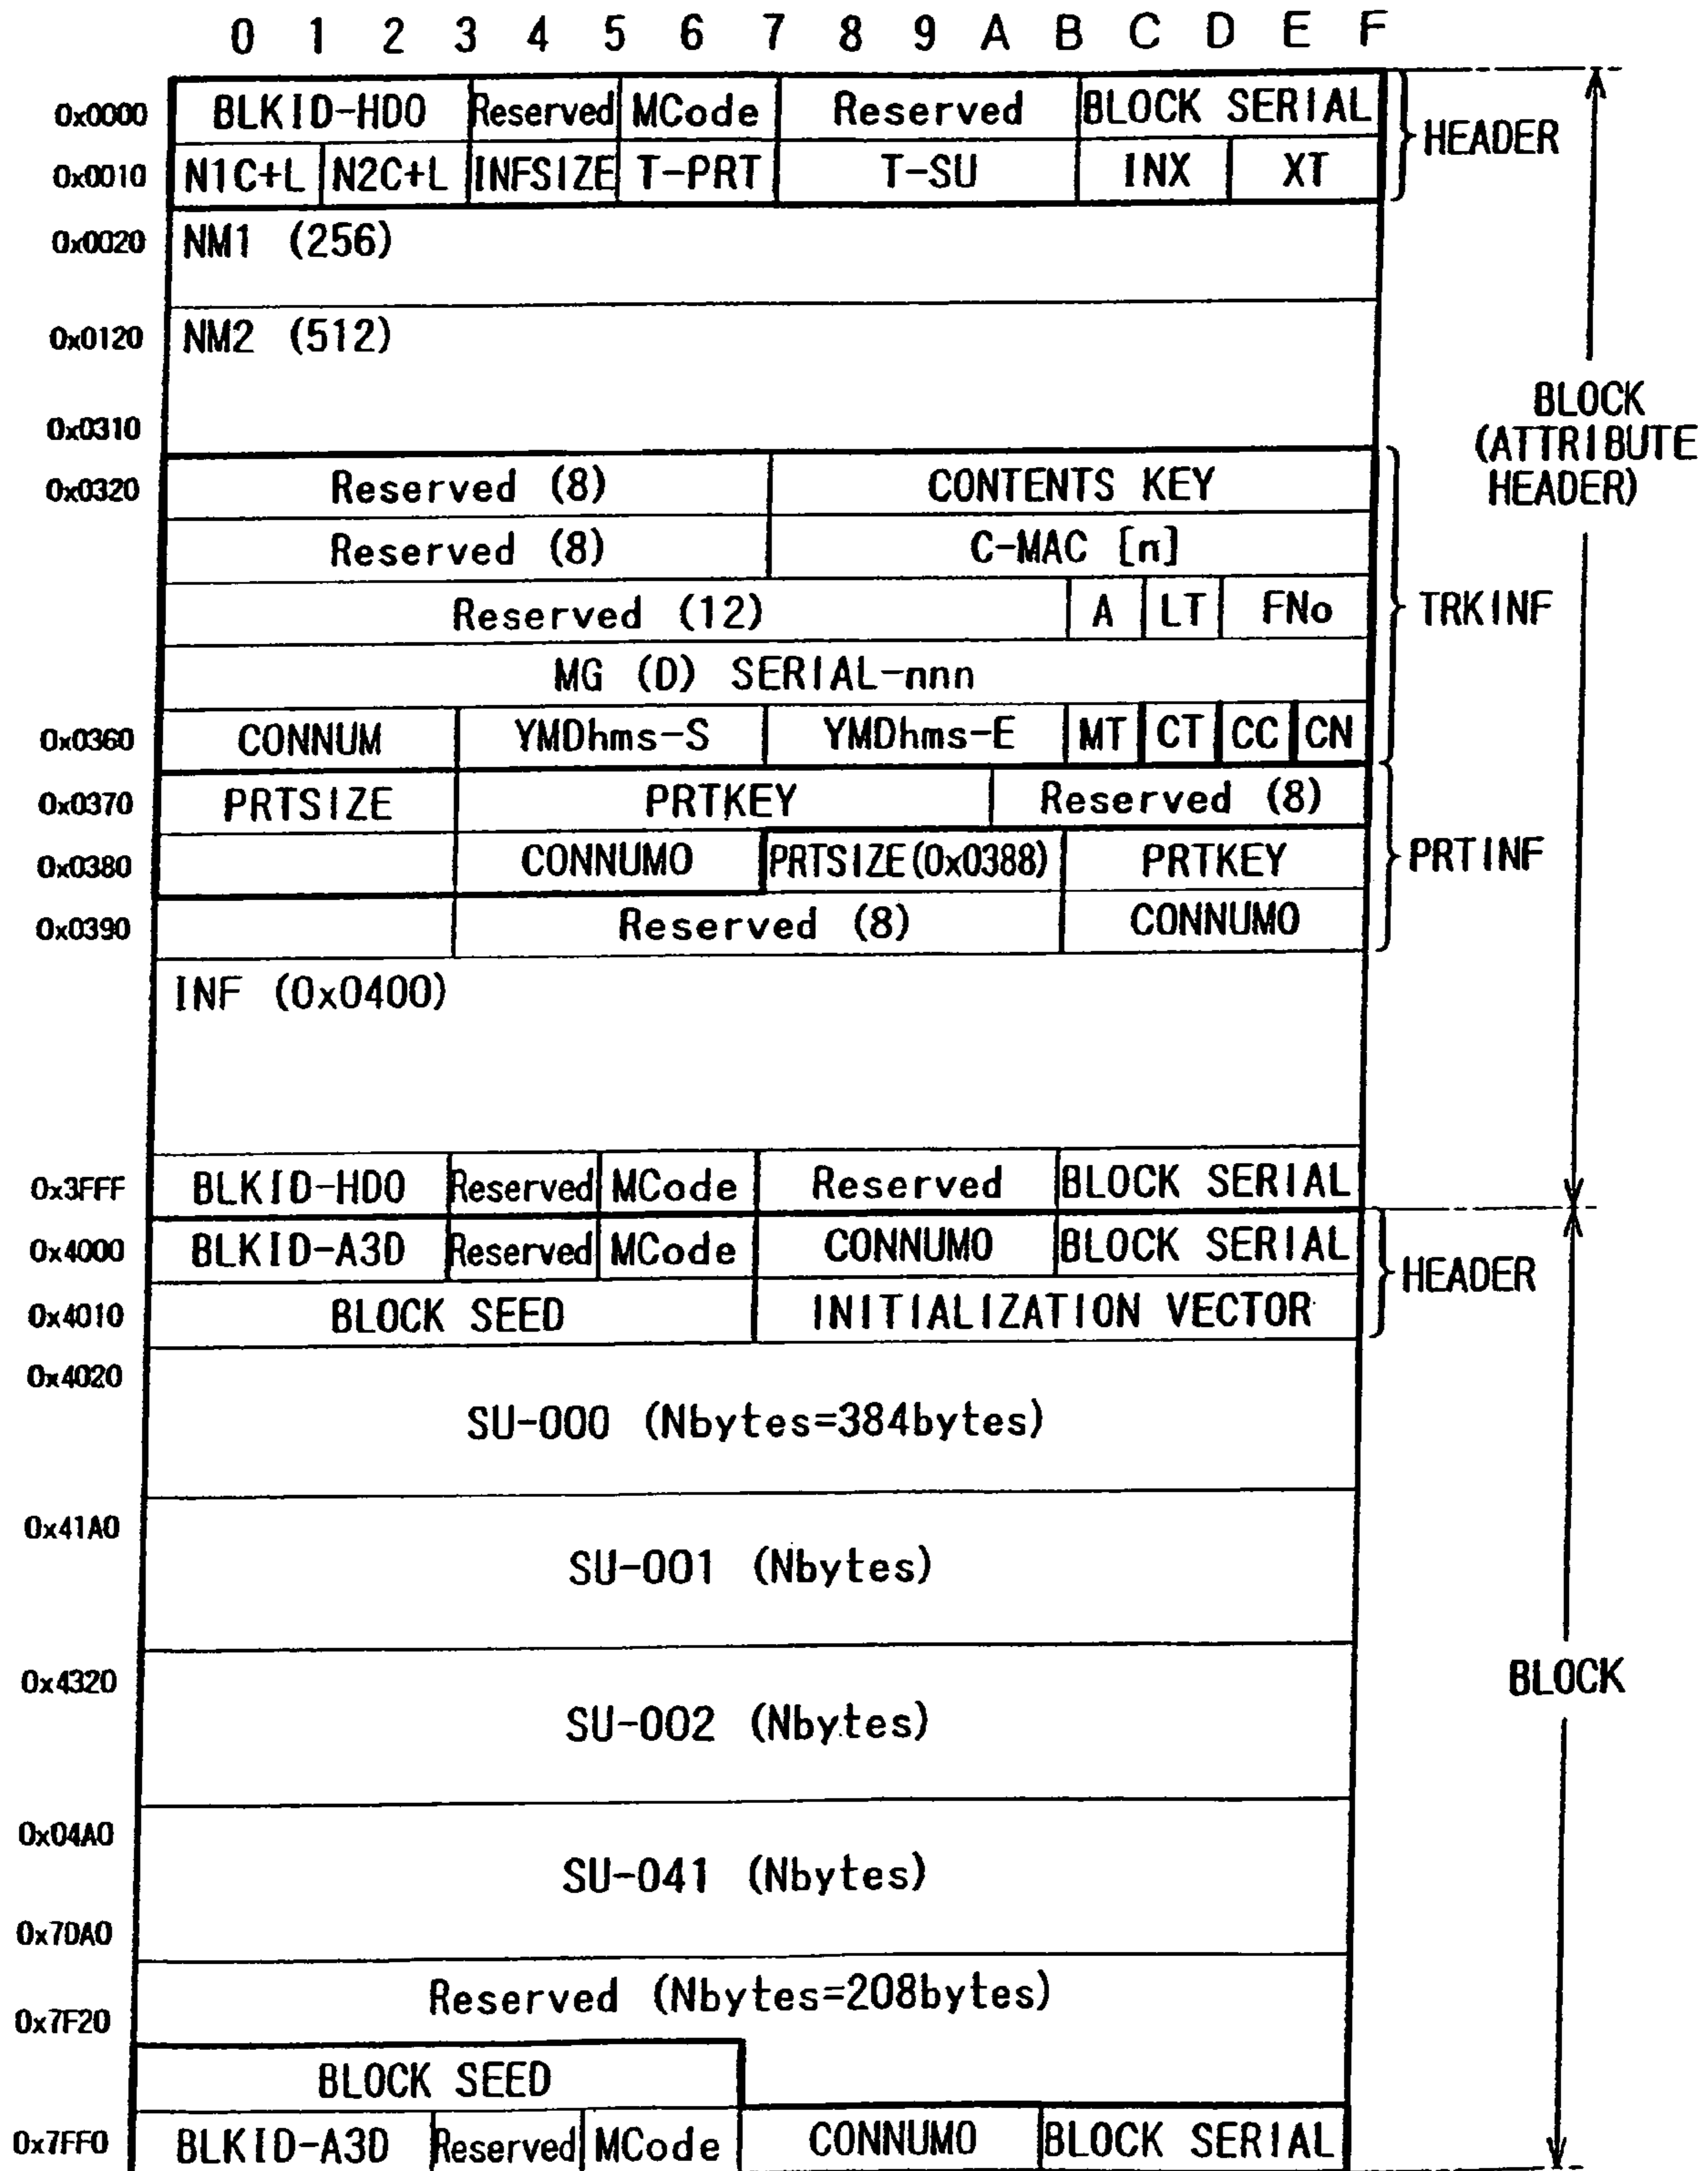 0 1 2 3 4 5 6 7 8 9 A B C D E F
0x0000 BLKID-HD0 Reserved MCode Reserved BLOCK SERIAL
HEADER
0x0010 N1C+L N2C+L INFSIZE T-PRT T-SU INX XT
0x0020 NM1 (256)
0x0120 NM2 (512)
0x0310
BLOCK
(ATTRIBUTE
HEADER)
0x0320 Reserved (8) CONTENTS KEY
Reserved (8) C-MAC [n]
Reserved (12) A LT FNo
TRKINF
MG (D) SERIAL-nnn
0x0360 CONNUM YMDhms-S YMDhms-E MT CT CC CN
0x0370 PRTSIZE PRTKEY Reserved (8)
0x0380 CONNUM0 PRTSIZE(0x0388) PRTKEY
PRTINF
0x0390 Reserved (8) CONNUM0
INF (0x0400)
0x3FFF BLKID-HD0 Reserved MCode Reserved BLOCK SERIAL
0x4000 BLKID-A3D Reserved MCode CONNUM0 BLOCK SERIAL
HEADER
0x4010 BLOCK SEED INITIALIZATION VECTOR
0x4020
SU-000 (Nbytes=384bytes)
0x41A0
SU-001 (Nbytes)
0x4320
SU-002 (Nbytes)
BLOCK
0x04A0
SU-041 (Nbytes)
0x7DA0
Reserved (Nbytes=208bytes)
0x7F20
BLOCK SEED
0x7FF0 BLKID-A3D Reserved MCode CONNUM0 BLOCK SERIAL